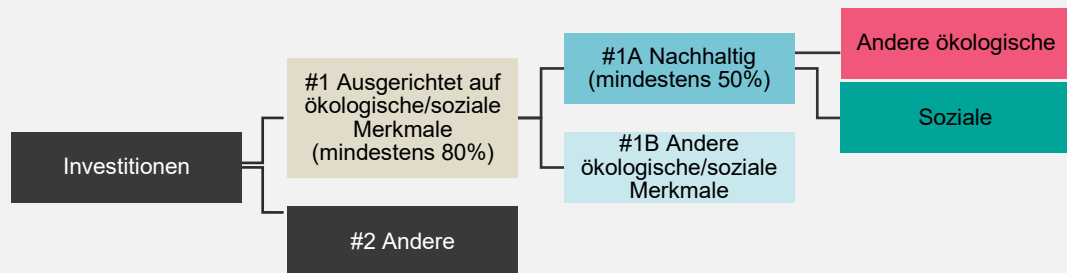 Investitionen
#1 Ausgerichtet auf
ökologische/soziale
Merkmale
(mindestens 80%)
#2 Andere
#1A Nachhaltig
(mindestens 50%)
#1B Andere
ökologische/soziale
Merkmale
Andere ökologische
Soziale